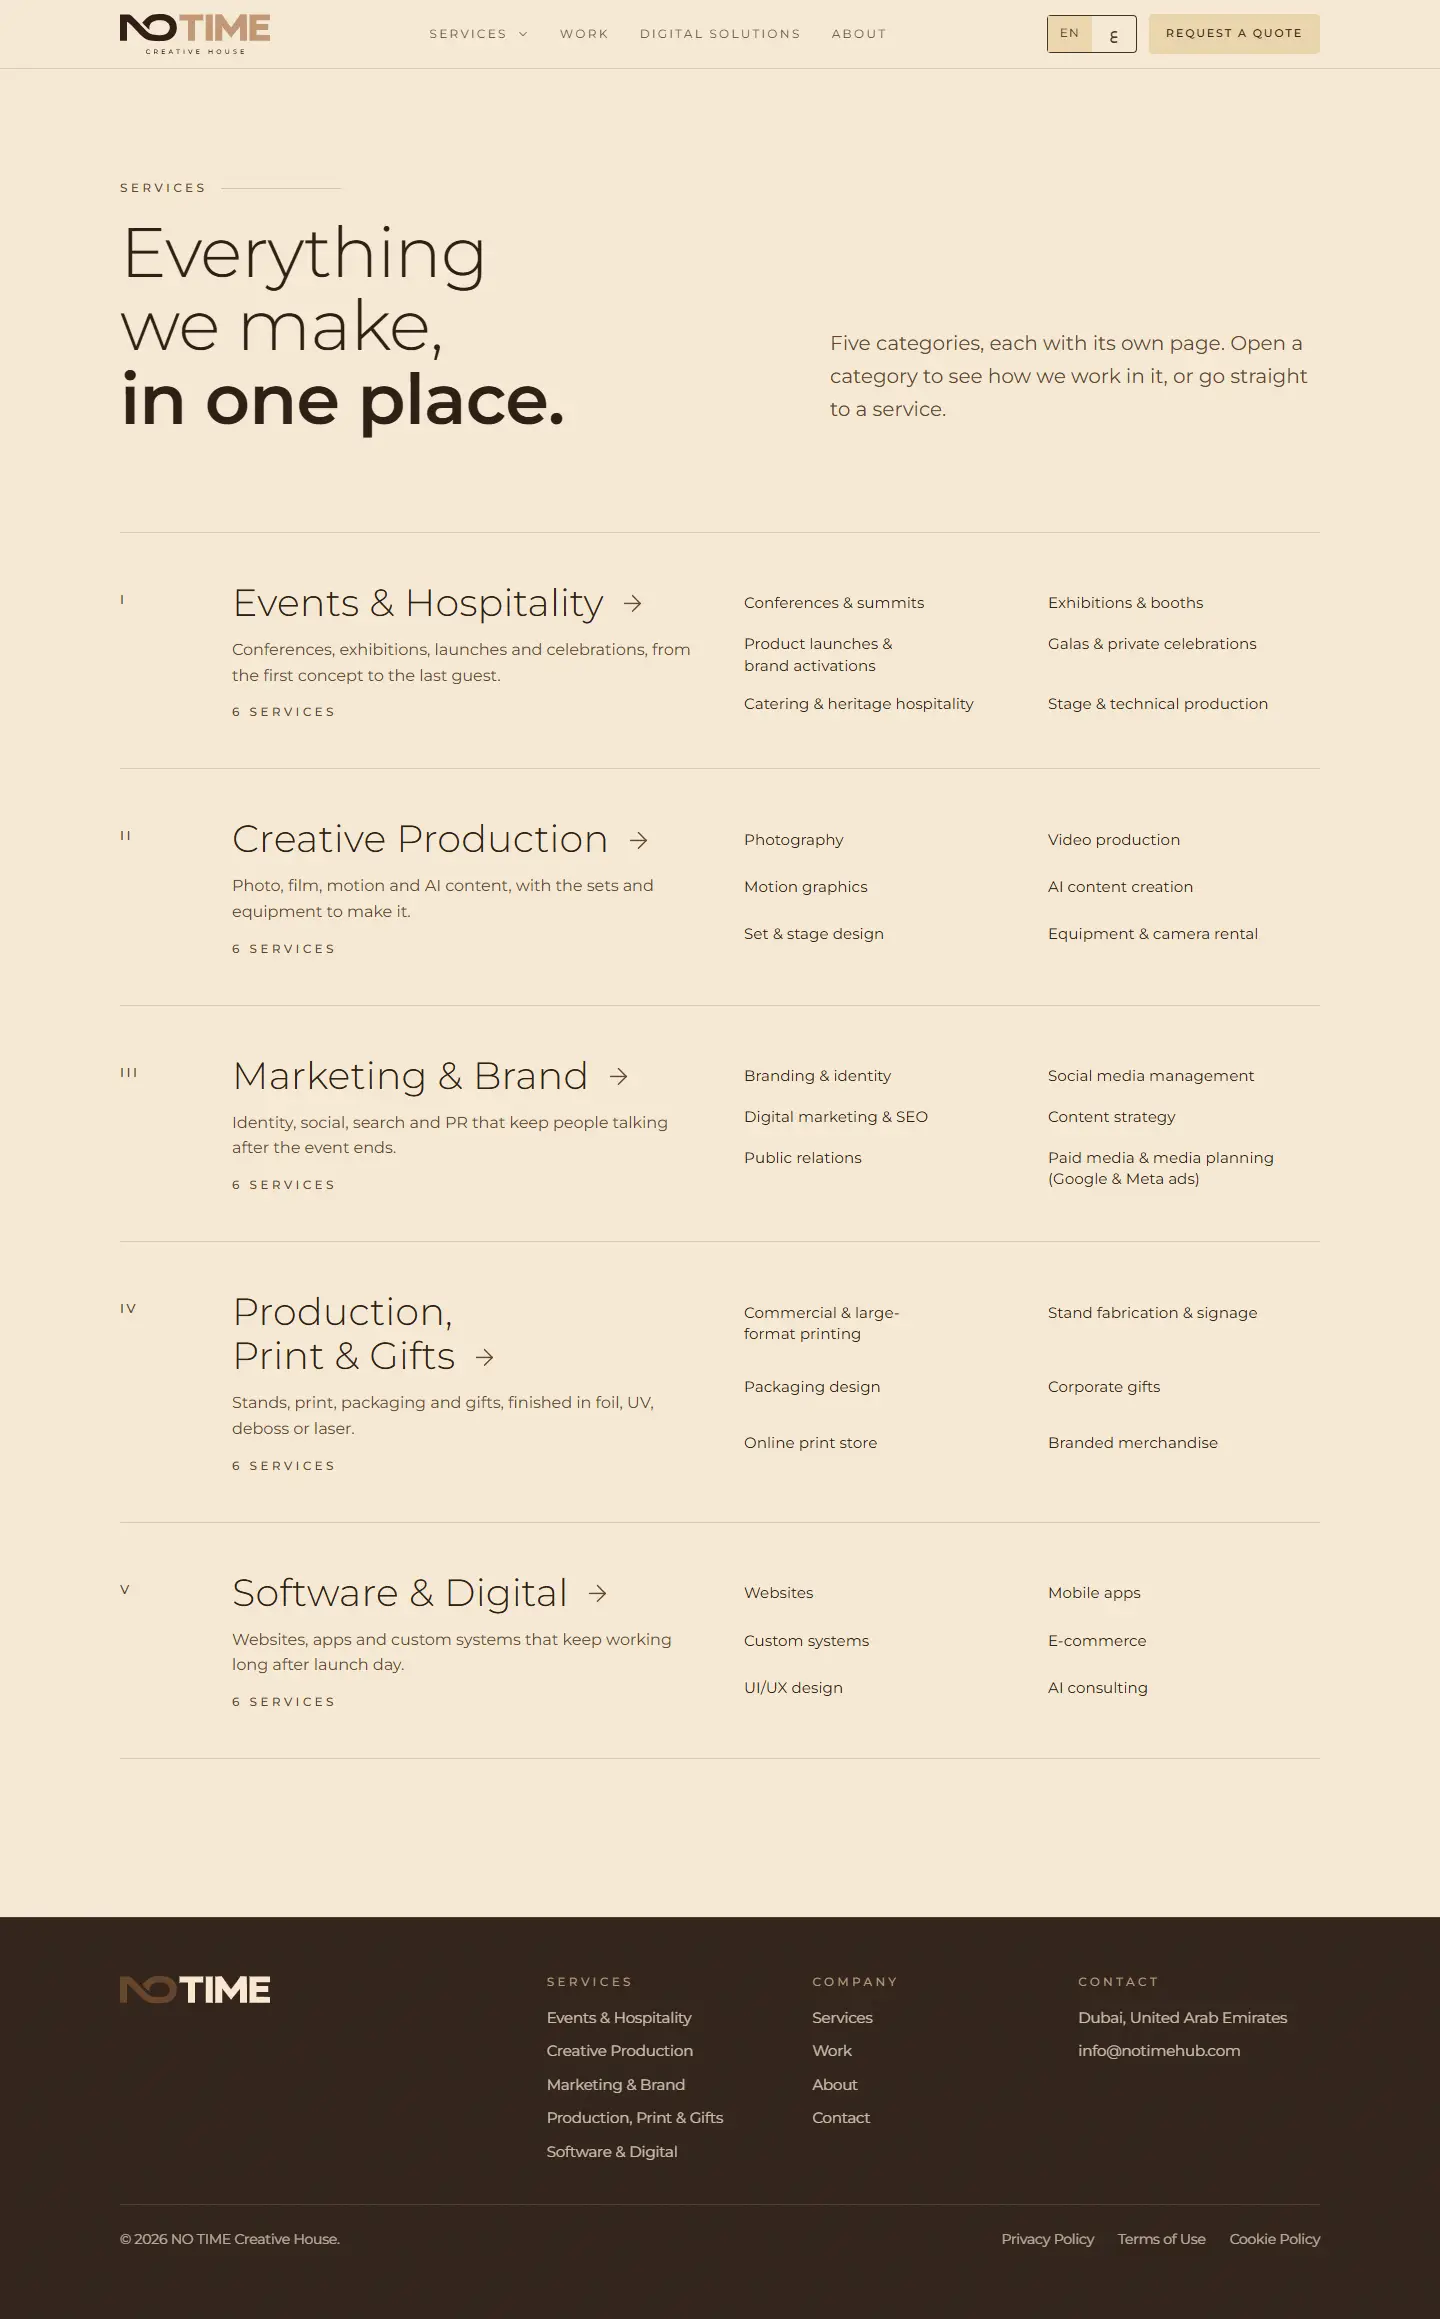 NOTIME
CREATIVE HOUSE
SERVICES
WORK
DIGITAL SOLUTIONS
ABOUT
EN
ع
REQUEST A QUOTE
SERVICES
Everything
we make,
in one place.
Five categories, each with its own page. Open a
category to see how we work in it, or go straight
to a service.
I
Events & Hospitality →
Conferences, exhibitions, launches and celebrations, from
the first concept to the last guest.
6 SERVICES
Conferences & summits
Exhibitions & booths
Product launches &
brand activations
Galas & private celebrations
Catering & heritage hospitality
Stage & technical production
II
Creative Production →
Photo, film, motion and AI content, with the sets and
equipment to make it.
6 SERVICES
Photography
Video production
Motion graphics
AI content creation
Set & stage design
Equipment & camera rental
III
Marketing & Brand →
Identity, social, search and PR that keep people talking
after the event ends.
6 SERVICES
Branding & identity
Social media management
Digital marketing & SEO
Content strategy
Public relations
Paid media & media planning
(Google & Meta ads)
IV
Production,
Print & Gifts →
Stands, print, packaging and gifts, finished in foil, UV,
deboss or laser.
6 SERVICES
Commercial & large-
format printing
Stand fabrication & signage
Packaging design
Corporate gifts
Online print store
Branded merchandise
V
Software & Digital →
Websites, apps and custom systems that keep working
long after launch day.
6 SERVICES
Websites
Mobile apps
Custom systems
E-commerce
UI/UX design
AI consulting
NOTIME
SERVICES
Events & Hospitality
Creative Production
Marketing & Brand
Production, Print & Gifts
Software & Digital
COMPANY
Services
Work
About
Contact
CONTACT
Dubai, United Arab Emirates
info@notimehub.com
© 2026 NO TIME Creative House.
Privacy Policy
Terms of Use
Cookie Policy